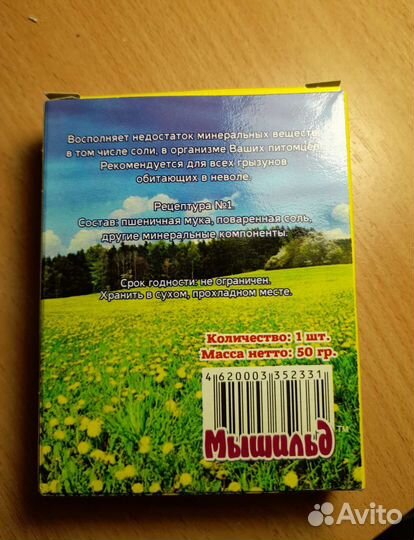 Восполняет недостаток минеральных веществ,
в том числе соли, в организме Ваших питомцев.
Рекомендуется для всех грызунов
обитающих в неволе.
Рецептура №1.
Состав: пшеничная мука, поваренная соль,
другие минеральные компоненты.
Срок годности: не ограничен.
Хранить в сухом, прохладном месте.
Количество: 1 шт.
Масса нетто: 50 гр.
4 620003 352331
Мышильд™
Avito